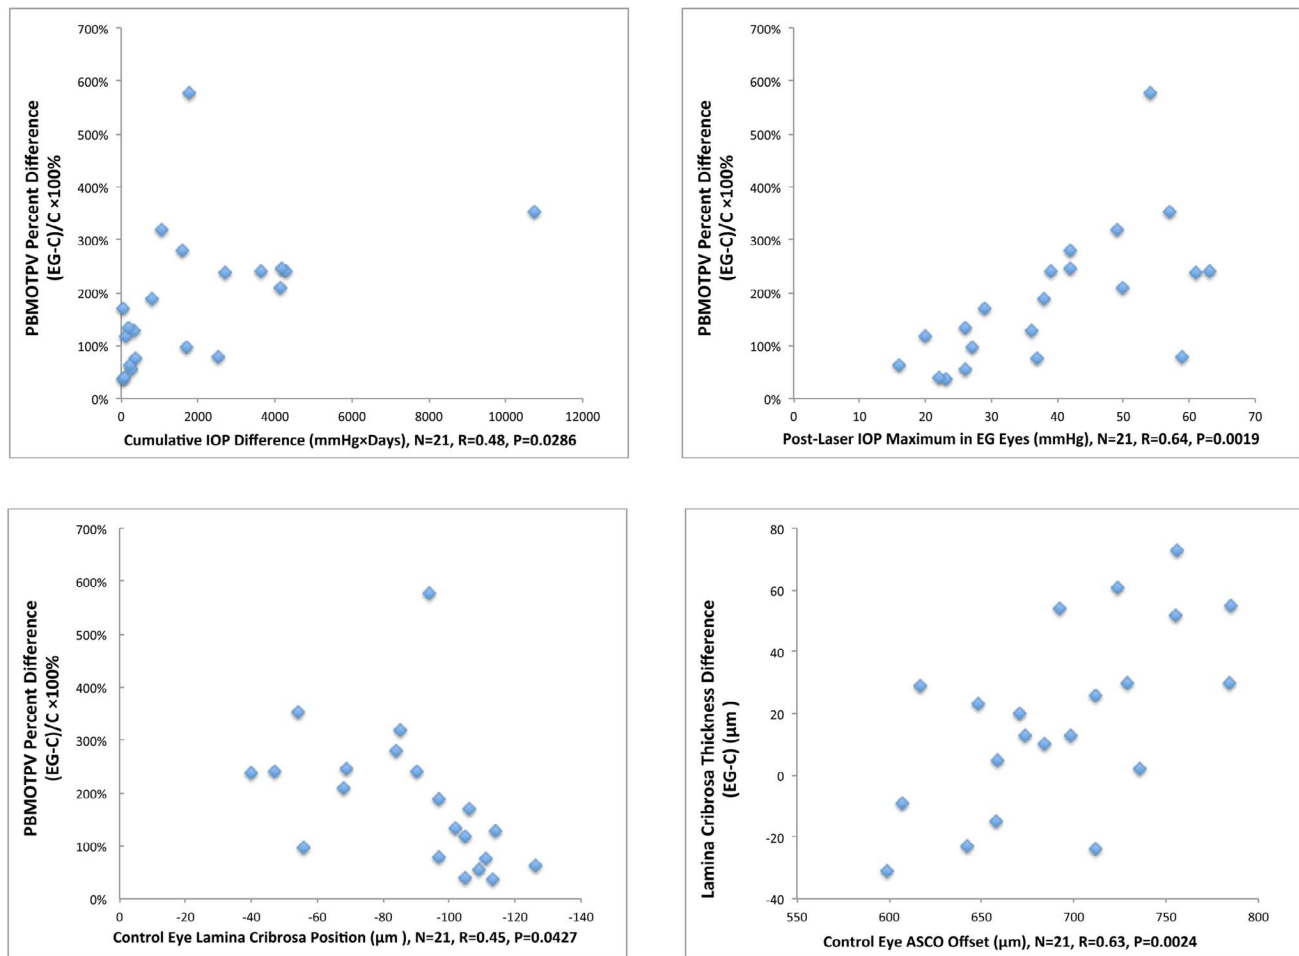 PBMOTPV Percent Difference
(EG-C)/C ×100%
700%
600%
500%
400%
300%
200%
100%
0%
0 2000 4000 6000 8000 10000 12000
Cumulative IOP Difference (mmHg×Days), N=21, R=0.48, P=0.0286
PBMOTPV Percent Difference
(EG-C)/C ×100%
700%
600%
500%
400%
300%
200%
100%
0%
0 10 20 30 40 50 60 70
Post-Laser IOP Maximum in EG Eyes (mmHg), N=21, R=0.64, P=0.0019
PBMOTPV Percent Difference
(EG-C)/C ×100%
700%
600%
500%
400%
300%
200%
100%
0%
0 -20 -40 -60 -80 -100 -120 -140
Control Eye Lamina Cribrosa Position (μm ), N=21, R=0.45, P=0.0427
Lamina Cribrosa Thickness Difference
(EG-C) (μm )
80
60
40
20
0
-20
-40
550 600 650 700 750 800
Control Eye ASCO Offset (μm), N=21, R=0.63, P=0.0024